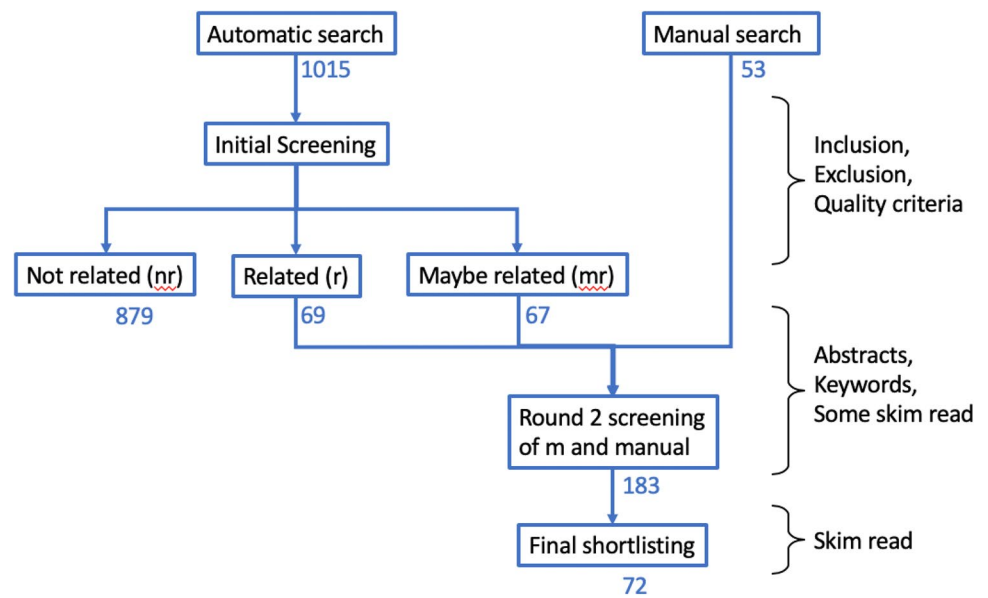 Automatic search
1015
Manual search
53
Initial Screening
Inclusion,
Exclusion,
Quality criteria
Not related (nr)
879
Related (r)
69
Maybe related (mr)
67
Abstracts,
Keywords,
Some skim read
Round 2 screening
of m and manual
183
Final shortlisting
72
Skim read